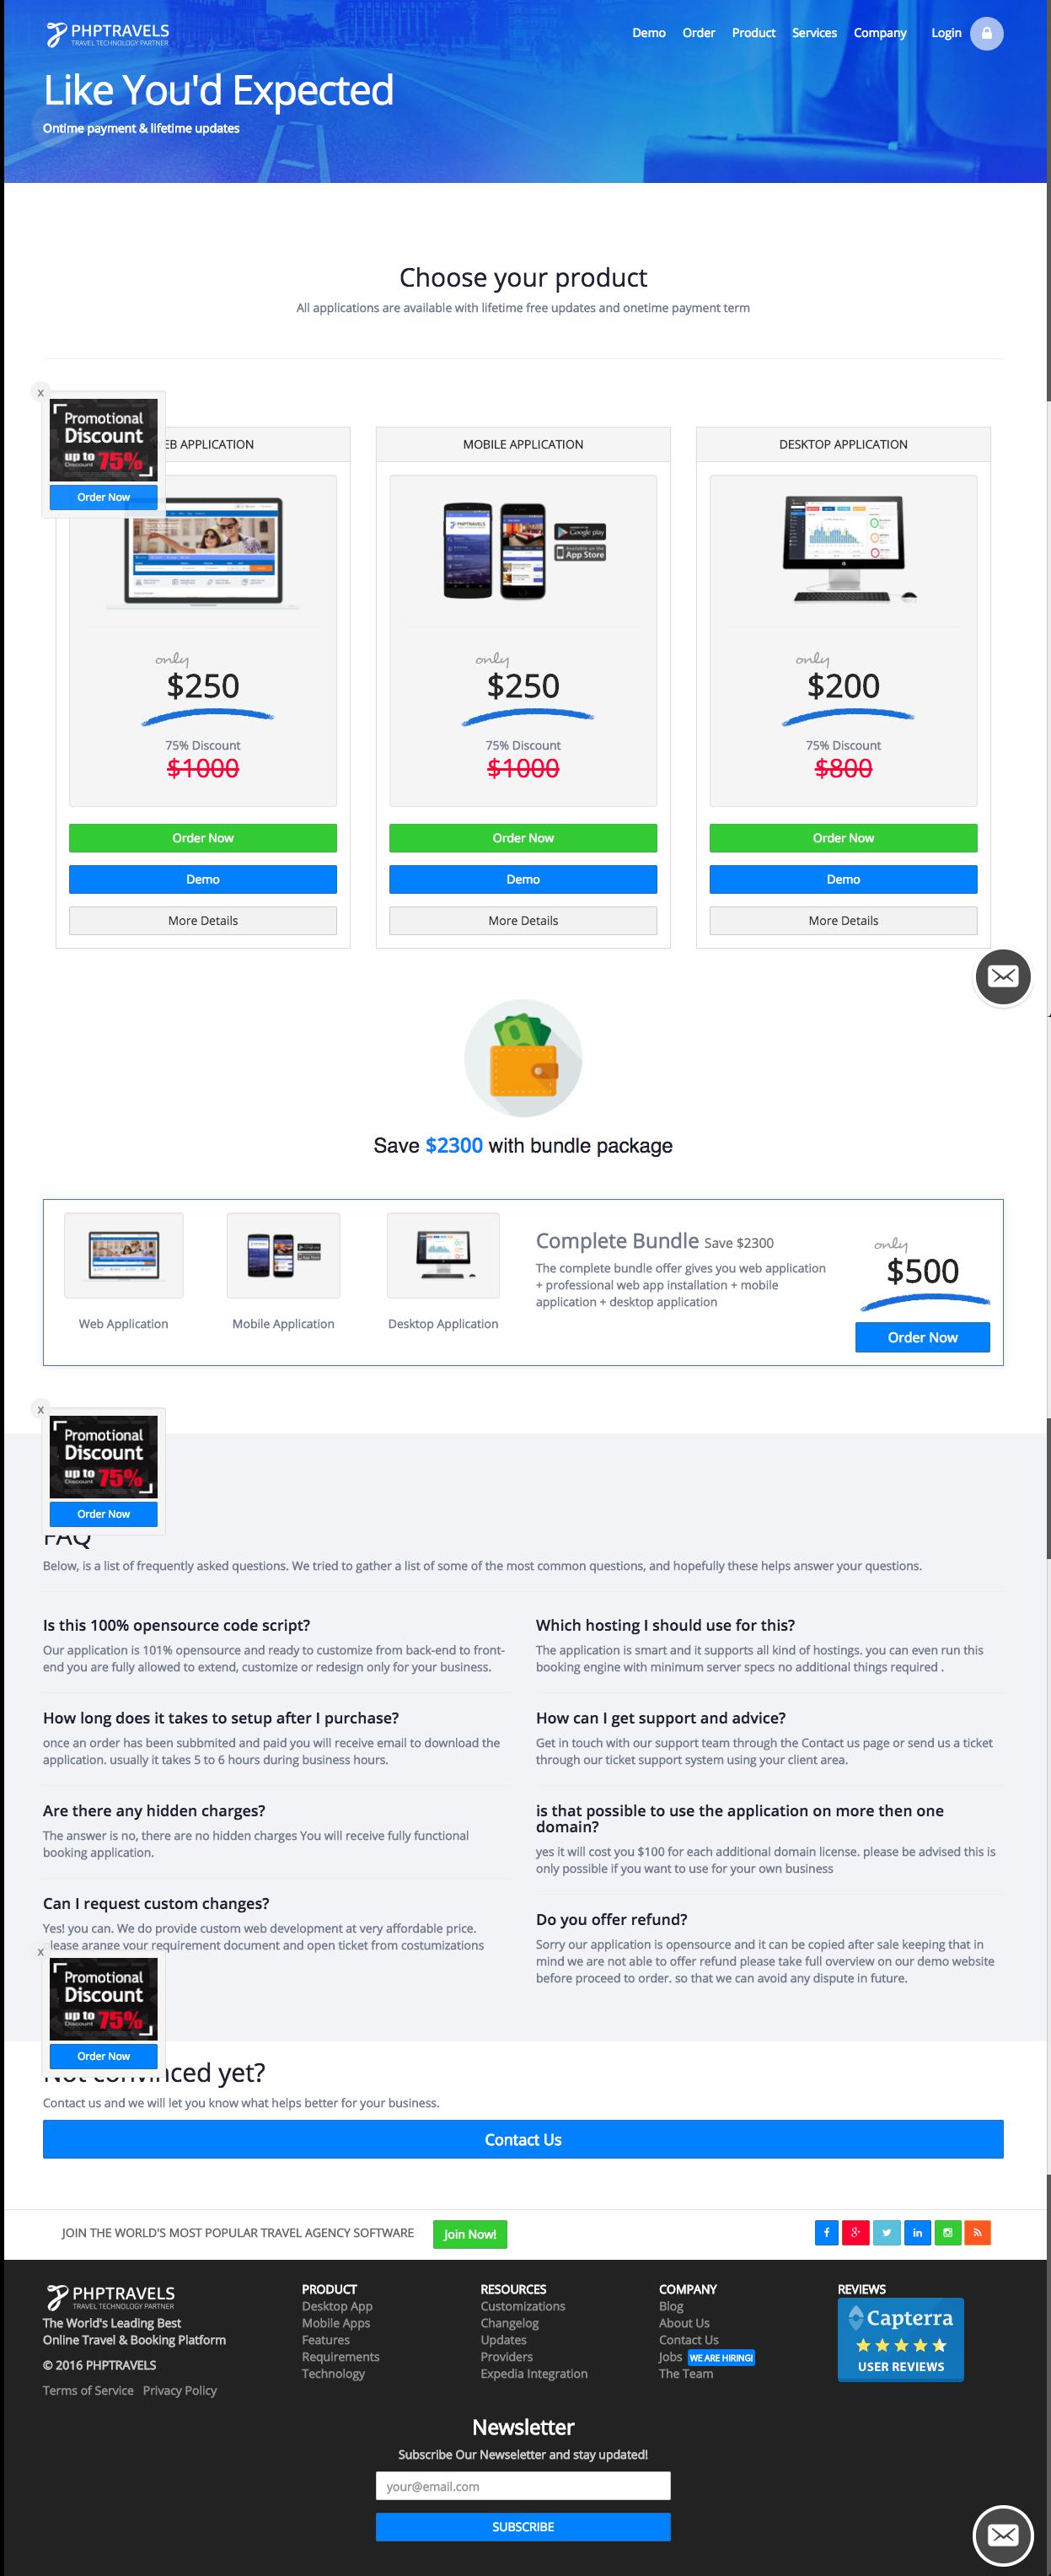 PHPTRAVELS
TRAVEL TECHNOLOGY PARTNER
Demo Order Product Services Company Login
Like You'd Expected
Ontime payment & lifetime updates
Choose your product
All applications are available with lifetime free updates and onetime payment term
x
Promotional
Discount
up to 75%
Discount
Order Now
EB APPLICATION
only
$250
75% Discount
$1000
Order Now
Demo
More Details
MOBILE APPLICATION
PHPTRAVELS
Google play
Available on the
App Store
only
$250
75% Discount
$1000
Order Now
Demo
More Details
DESKTOP APPLICATION
only
$200
75% Discount
$800
Order Now
Demo
More Details
Save $2300 with bundle package
Web Application
Mobile Application
Desktop Application
Complete Bundle Save $2300
The complete bundle offer gives you web application
+ professional web app installation + mobile
application + desktop application
only
$500
Order Now
x
Promotional
Discount
up to 75%
Discount
Order Now
FAQ
Below, is a list of frequently asked questions. We tried to gather a list of some of the most common questions, and hopefully these helps answer your questions.
Is this 100% opensource code script?
Our application is 101% opensource and ready to customize from back-end to front-
end you are fully allowed to extend, customize or redesign only for your business.
How long does it takes to setup after I purchase?
once an order has been subbmited and paid you will receive email to download the
application. usually it takes 5 to 6 hours during business hours.
Are there any hidden charges?
The answer is no, there are no hidden charges You will receive fully functional
booking application.
Can I request custom changes?
Yes! you can. We do provide custom web development at very affordable price.
lease arange your requirement document and open ticket from costumizations
Which hosting I should use for this?
The application is smart and it supports all kind of hostings. you can even run this
booking engine with minimum server specs no additional things required .
How can I get support and advice?
Get in touch with our support team through the Contact us page or send us a ticket
through our ticket support system using your client area.
is that possible to use the application on more then one
domain?
yes it will cost you $100 for each additional domain license. please be advised this is
only possible if you want to use for your own business
Do you offer refund?
Sorry our application is opensource and it can be copied after sale keeping that in
mind we are not able to offer refund please take full overview on our demo website
before proceed to order. so that we can avoid any dispute in future.
x
Promotional
Discount
up to 75%
Discount
Order Now
Not convinced yet?
Contact us and we will let you know what helps better for your business.
Contact Us
JOIN THE WORLD'S MOST POPULAR TRAVEL AGENCY SOFTWARE Join Now!
PHPTRAVELS
TRAVEL TECHNOLOGY PARTNER
The World's Leading Best
Online Travel & Booking Platform
© 2016 PHPTRAVELS
Terms of Service Privacy Policy
PRODUCT
Desktop App
Mobile Apps
Features
Requirements
Technology
RESOURCES
Customizations
Changelog
Updates
Providers
Expedia Integration
COMPANY
Blog
About Us
Contact Us
Jobs WE ARE HIRING!
The Team
REVIEWS
Capterra
USER REVIEWS
Newsletter
Subscribe Our Newseletter and stay updated!
your@email.com
SUBSCRIBE